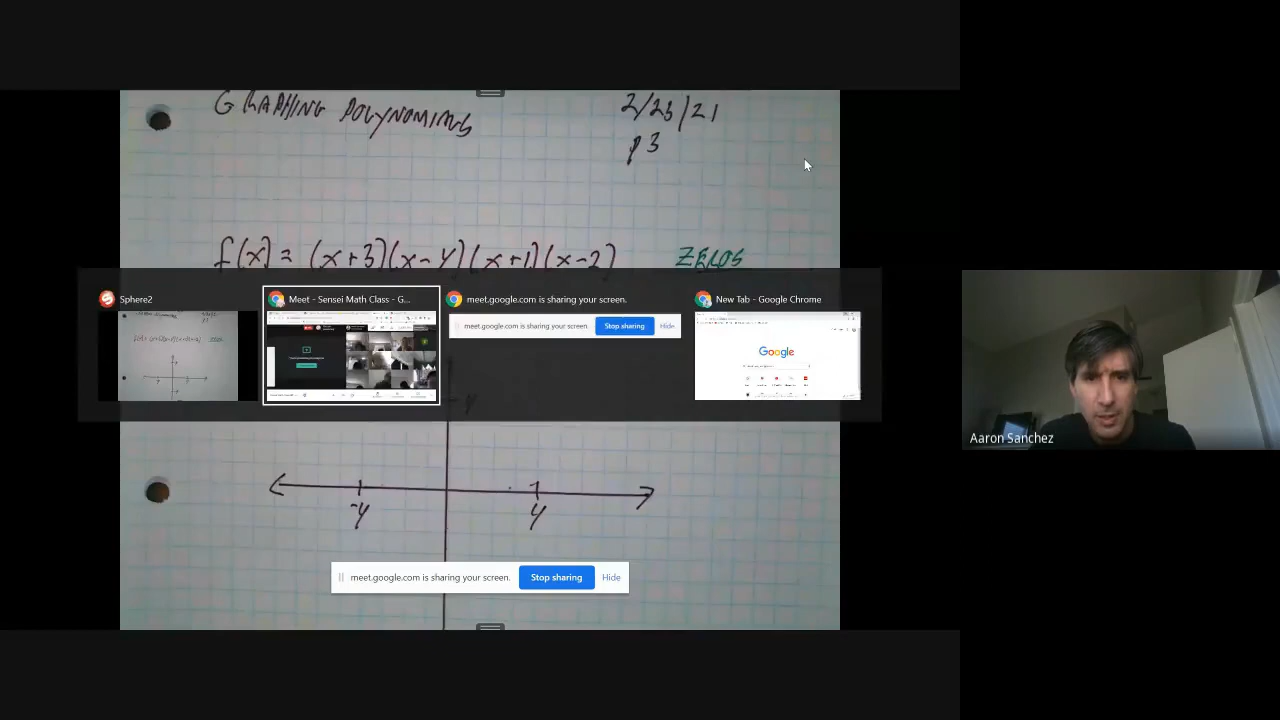 GRAPHING POLYNOMIALS
2/23/21
p3
f(x) = (x+3)(x-4)(x+1)(x-2)
ZEROS
Sphere2
Meet - Sensei Math Class - G...
meet.google.com is sharing your screen.
New Tab - Google Chrome
meet.google.com is sharing your screen.
Stop sharing
Hide
Google
Aaron Sanchez
-4
4
meet.google.com is sharing your screen.
Stop sharing
Hide